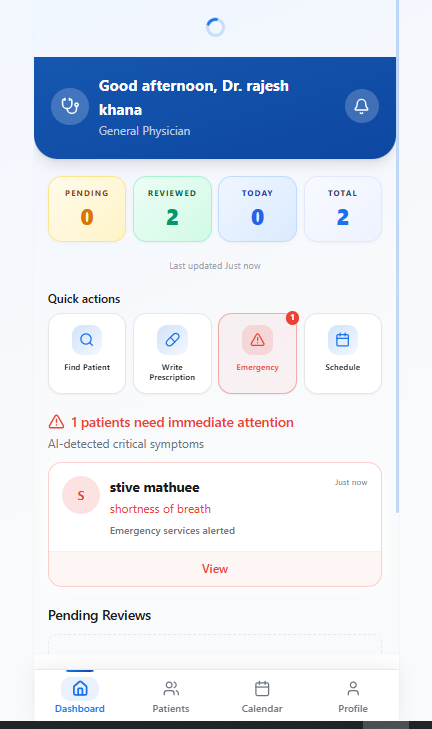 Good afternoon, Dr. rajesh
khana
General Physician
PENDING REVIEWED TODAY TOTAL
0 2 0 2
Last updated Just now
Quick actions
1
Find Patient Write Emergency Schedule
Prescription
1 patients need immediate attention
AI-detected critical symptoms
S stive mathuee Just now
shortness of breath
Emergency services alerted
View
Pending Reviews
Dashboard Patients Calendar Profile